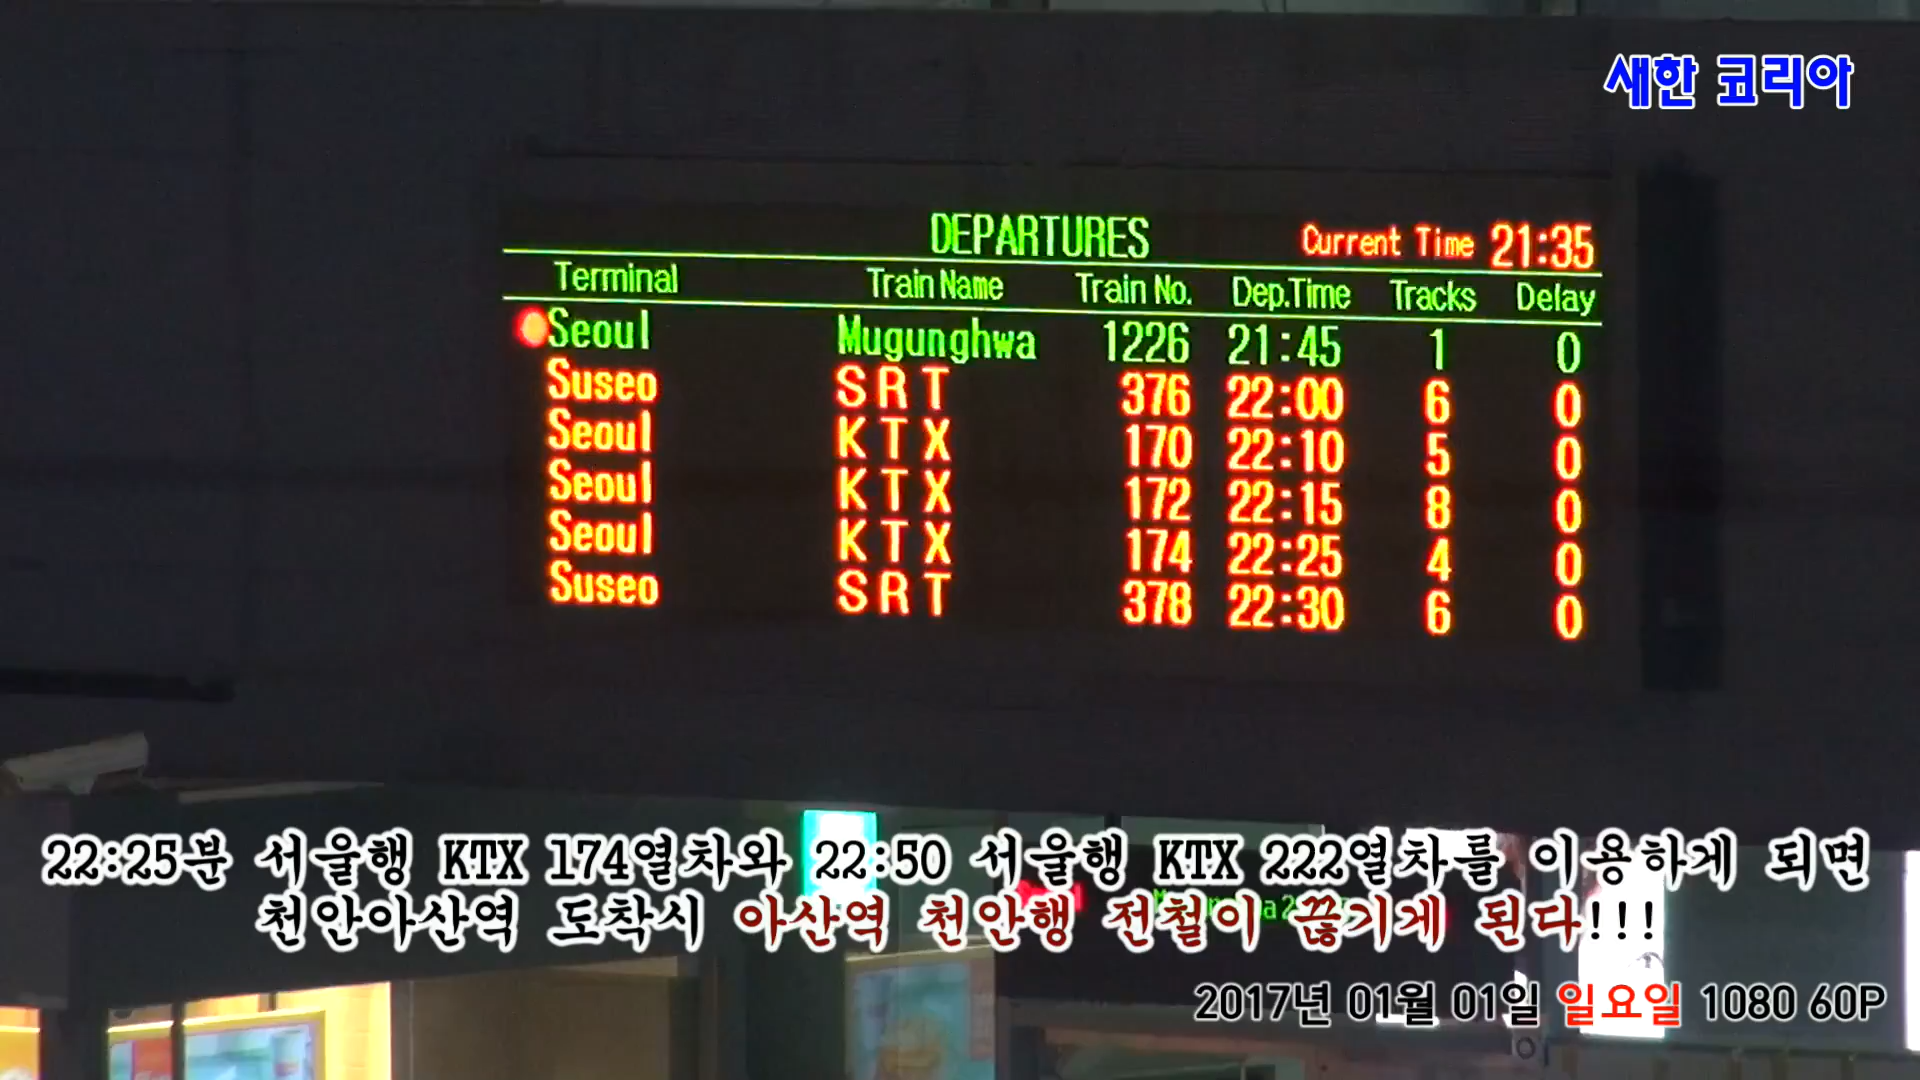 새한 코리아
DEPARTURES Current Time 21:35
Terminal Train Name Train No. Dep.Time Tracks Delay
Seoul Mugunghwa 1226 21:45 1 0
Suseo SRT 376 22:00 6 0
Seoul KTX 170 22:10 5 0
Seoul KTX 172 22:15 8 0
Seoul KTX 174 22:25 4 0
Suseo SRT 378 22:30 6 0
22:25분 서울행 KTX 174열차와 22:50 서울행 KTX 222열차를 이용하게 되면
천안아산역 도착시 아산역 천안행 전철이 끊기게 된다!!!
2017년 01월 01일 일요일 1080 60P